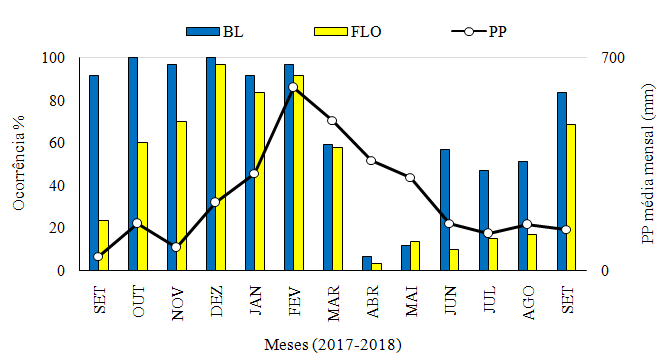 BL FLO PP
100 700
80
60
40
20
0 0
Ocorrência %
PP média mensal (mm)
SET OUT NOV DEZ JAN FEV MAR ABR MAI JUN JUL AGO SET
Meses (2017-2018)